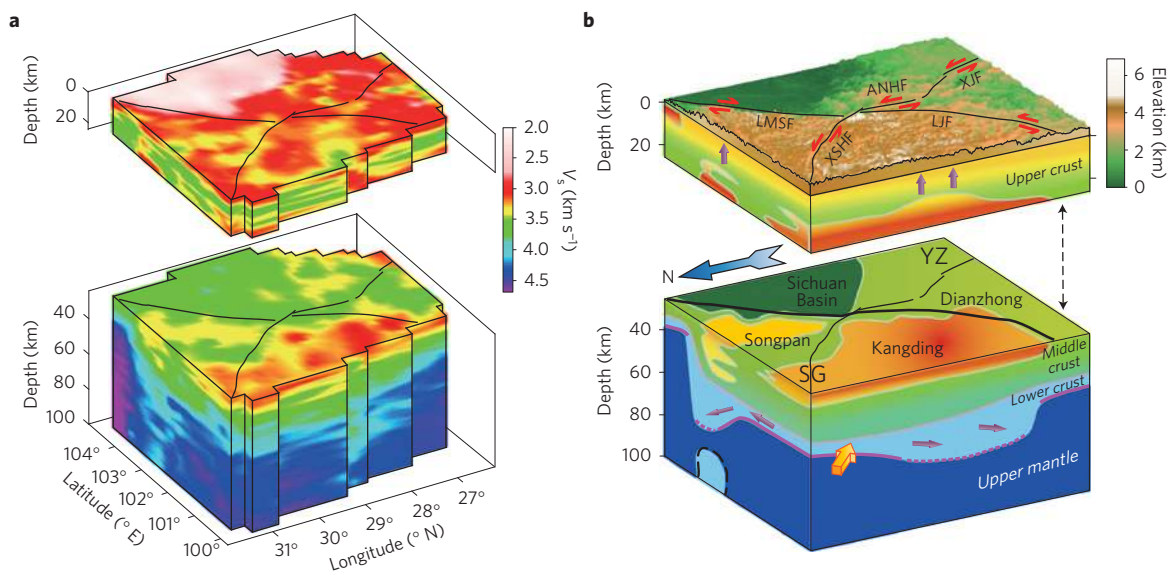 a
Depth (km)
0
20
2.0
2.5
3.0
3.5
4.0
4.5
Vs (km s⁻¹)
Depth (km)
40
60
80
100
104°
103°
102°
101°
100°
Latitude (° E)
31°
30°
29°
28°
27°
Longitude (° N)
b
Depth (km)
0
20
LMSF
XSHF
ANHF
XJF
LJF
Upper crust
6
4
2
0
Elevation (km)
N
YZ
Sichuan
Basin
Dianzhong
Songpan
Kangding
SG
Middle
crust
Lower crust
Upper mantle
Depth (km)
40
60
80
100